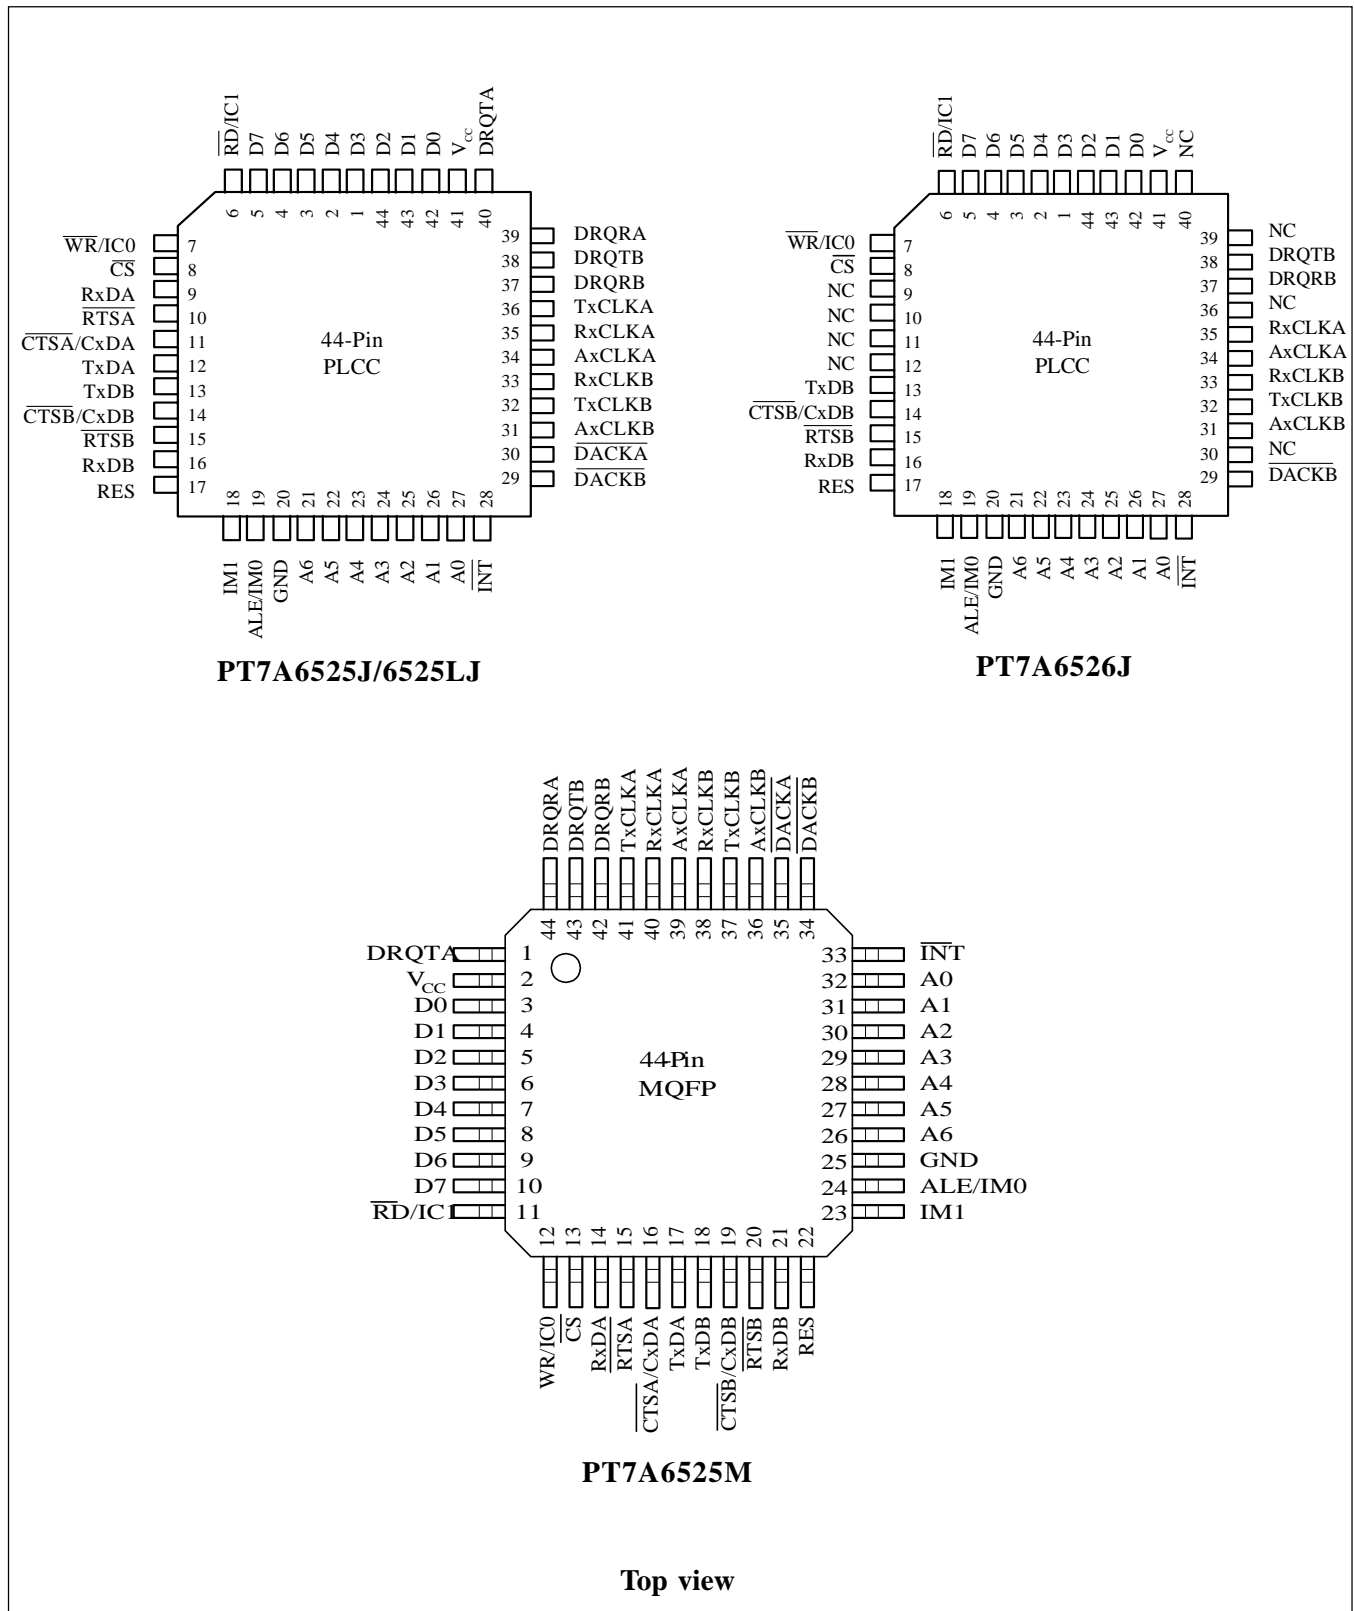 RD/IC1
D7
D6
D5
D4
D3
D2
D1
D0
VCC
DRQTA
6
5
4
3
2
1
44
43
42
41
40
WR/IC0
7
CS
8
RxDA
9
RTSA
10
CTSA/CxDA
11
TxDA
12
TxDB
13
CTSB/CxDB
14
RTSB
15
RxDB
16
RES
17
44-Pin
PLCC
39
DRQRA
38
DRQTB
37
DRQRB
36
TxCLKA
35
RxCLKA
34
AxCLKA
33
RxCLKB
32
TxCLKB
31
AxCLKB
30
DACKA
29
DACKB
18
19
20
21
22
23
24
25
26
27
28
IM1
ALE/IM0
GND
A6
A5
A4
A3
A2
A1
A0
INT
PT7A6525J/6525LJ
RD/IC1
D7
D6
D5
D4
D3
D2
D1
D0
VCC
NC
6
5
4
3
2
1
44
43
42
41
40
WR/IC0
7
CS
8
NC
9
NC
10
NC
11
NC
12
TxDB
13
CTSB/CxDB
14
RTSB
15
RxDB
16
RES
17
44-Pin
PLCC
39
NC
38
DRQTB
37
DRQRB
36
NC
35
RxCLKA
34
AxCLKA
33
RxCLKB
32
TxCLKB
31
AxCLKB
30
NC
29
DACKB
18
19
20
21
22
23
24
25
26
27
28
IM1
ALE/IM0
GND
A6
A5
A4
A3
A2
A1
A0
INT
PT7A6526J
DRQRA
DRQTB
DRQRB
TxCLKA
RxCLKA
AxCLKA
RxCLKB
TxCLKB
AxCLKB
DACKA
DACKB
44
43
42
41
40
39
38
37
36
35
34
DRQTA
1
VCC
2
D0
3
D1
4
D2
5
D3
6
D4
7
D5
8
D6
9
D7
10
RD/IC1
11
44-Pin
MQFP
33
INT
32
A0
31
A1
30
A2
29
A3
28
A4
27
A5
26
A6
25
GND
24
ALE/IM0
23
IM1
12
13
14
15
16
17
18
19
20
21
22
WR/IC0
CS
RxDA
RTSA
CTSA/CxDA
TxDA
TxDB
CTSB/CxDB
RTSB
RxDB
RES
PT7A6525M
Top view